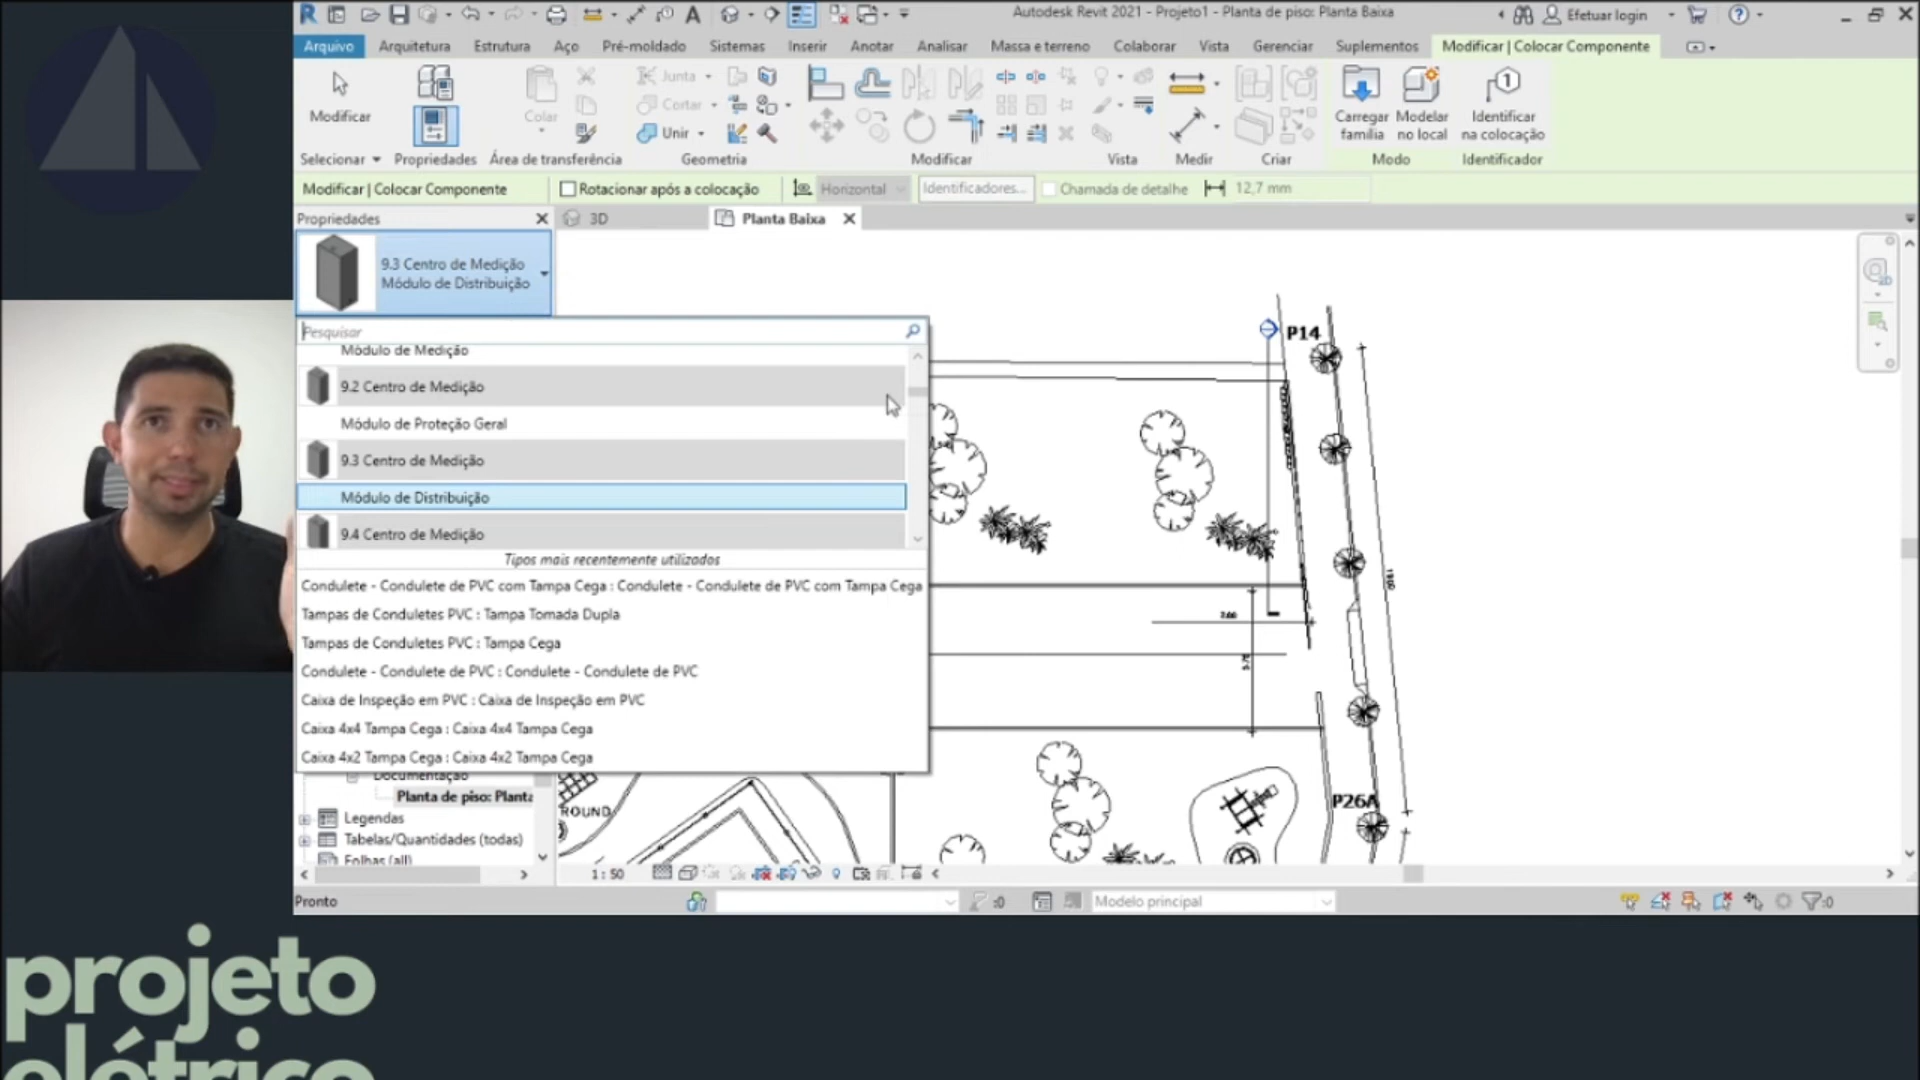 Autodesk Revit 2021 - Projeto1 - Planta de piso: Planta Baixa
Efetuar login
Arquivo Arquitetura Estrutura Aço Pré-moldado Sistemas Inserir Anotar Analisar Massa e terreno Colaborar Vista Gerenciar Suplementos Modificar | Colocar Componente
Modificar
Colar
Junta
Cortar
Unir
Carregar família
Modelar no local
Identificar na colocação
Selecionar Propriedades Área de transferência Geometria Modificar Vista Medir Criar Modo Identificador
Modificar | Colocar Componente Rotacionar após a colocação Horizontal Identificadores... Chamada de detalhe 12,7 mm
Propriedades
3D
Planta Baixa
9.3 Centro de Medição
Módulo de Distribuição
Pesquisar
Módulo de Medição
9.2 Centro de Medição
Módulo de Proteção Geral
9.3 Centro de Medição
Módulo de Distribuição
9.4 Centro de Medição
Tipos mais recentemente utilizados
Condulete - Condulete de PVC com Tampa Cega : Condulete - Condulete de PVC com Tampa Cega
Tampas de Conduletes PVC : Tampa Tomada Dupla
Tampas de Conduletes PVC : Tampa Cega
Condulete - Condulete de PVC : Condulete - Condulete de PVC
Caixa de Inspeção em PVC : Caixa de Inspeção em PVC
Caixa 4x4 Tampa Cega : Caixa 4x4 Tampa Cega
Caixa 4x2 Tampa Cega : Caixa 4x2 Tampa Cega
Documentação
Planta de piso: Planta
Legendas
Tabelas/Quantidades (todas)
Folhas (all)
P14
P26A
ROUND
1 : 50
Pronto
:0
Modelo principal
:0
projeto
elétrico